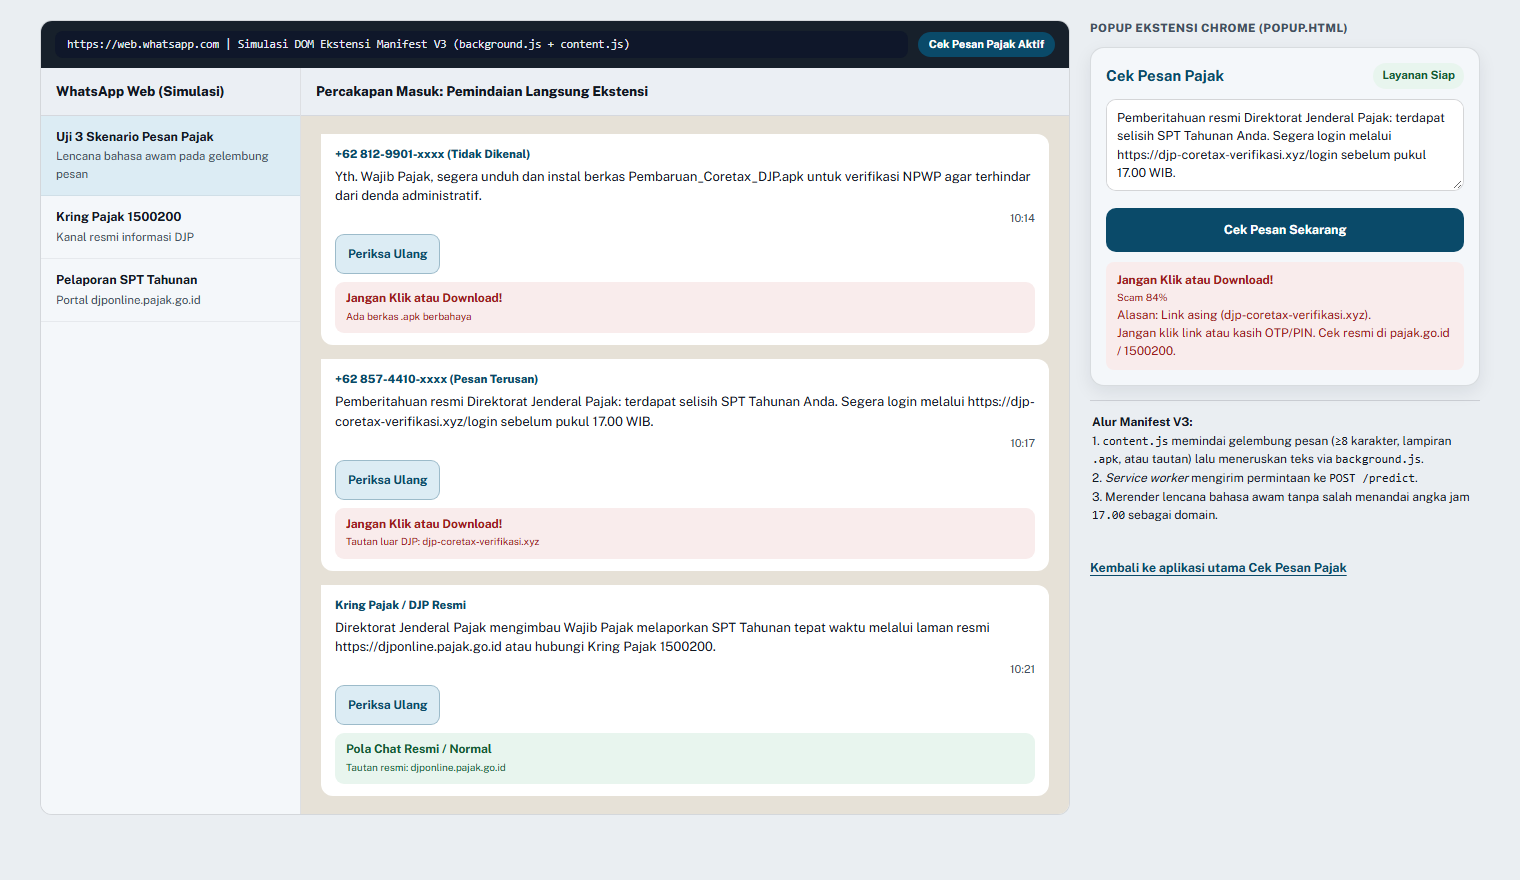 https://web.whatsapp.com | Simulasi DOM Ekstensi Manifest V3 (background.js + content.js)
Cek Pesan Pajak Aktif
WhatsApp Web (Simulasi)
Uji 3 Skenario Pesan Pajak
Lencana bahasa awam pada gelembung
pesan
Kring Pajak 1500200
Kanal resmi informasi DJP
Pelaporan SPT Tahunan
Portal djponline.pajak.go.id
Percakapan Masuk: Pemindaian Langsung Ekstensi
+62 812-9901-xxxx (Tidak Dikenal)
Yth. Wajib Pajak, segera unduh dan instal berkas Pembaruan_Coretax_DJP.apk untuk verifikasi NPWP agar terhindar
dari denda administratif.
10:14
Periksa Ulang
Jangan Klik atau Download!
Ada berkas .apk berbahaya
+62 857-4410-xxxx (Pesan Terusan)
Pemberitahuan resmi Direktorat Jenderal Pajak: terdapat selisih SPT Tahunan Anda. Segera login melalui https://djp-
coretax-verifikasi.xyz/login sebelum pukul 17.00 WIB.
10:17
Periksa Ulang
Jangan Klik atau Download!
Tautan luar DJP: djp-coretax-verifikasi.xyz
Kring Pajak / DJP Resmi
Direktorat Jenderal Pajak mengimbau Wajib Pajak melaporkan SPT Tahunan tepat waktu melalui laman resmi
https://djponline.pajak.go.id atau hubungi Kring Pajak 1500200.
10:21
Periksa Ulang
Pola Chat Resmi / Normal
Tautan resmi: djponline.pajak.go.id
POPUP EKSTENSI CHROME (POPUP.HTML)
Cek Pesan Pajak
Layanan Siap
Pemberitahuan resmi Direktorat Jenderal Pajak: terdapat
selisih SPT Tahunan Anda. Segera login melalui
https://djp-coretax-verifikasi.xyz/login sebelum pukul
17.00 WIB.
Cek Pesan Sekarang
Jangan Klik atau Download!
Scam 84%
Alasan: Link asing (djp-coretax-verifikasi.xyz).
Jangan klik link atau kasih OTP/PIN. Cek resmi di pajak.go.id
/ 1500200.
Alur Manifest V3:
1. content.js memindai gelembung pesan (≥8 karakter, lampiran
.apk, atau tautan) lalu meneruskan teks via background.js.
2. Service worker mengirim permintaan ke POST /predict.
3. Merender lencana bahasa awam tanpa salah menandai angka jam
17.00 sebagai domain.
Kembali ke aplikasi utama Cek Pesan Pajak